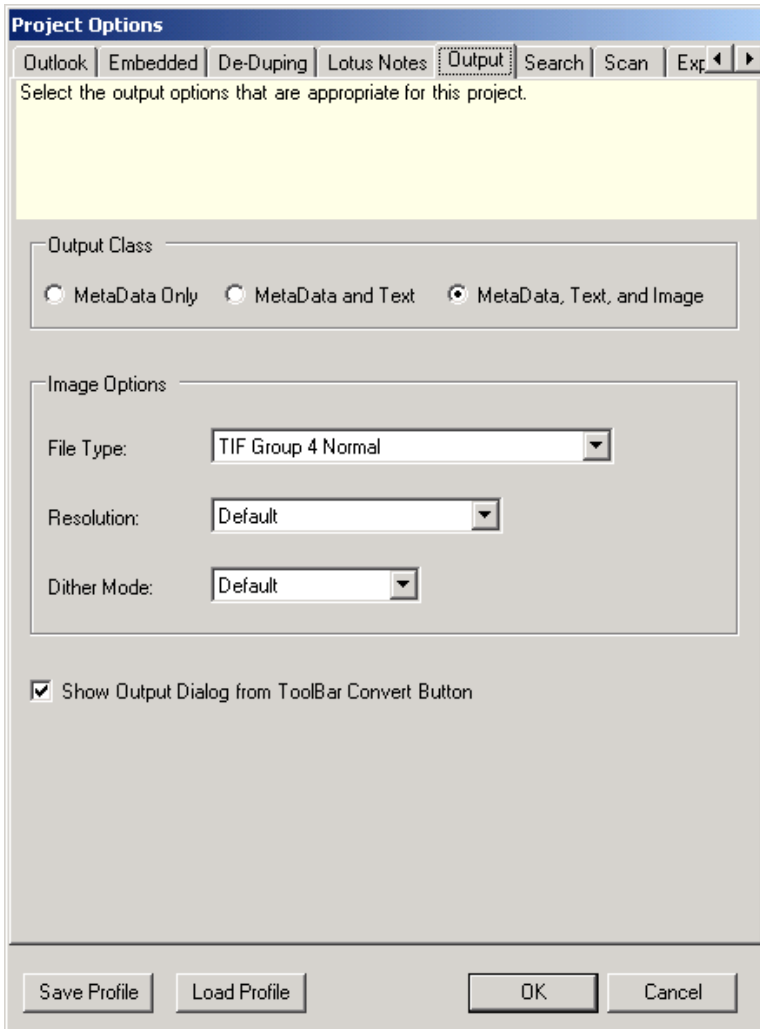 Project Options
Outlook Embedded De-Duping Lotus Notes Output Search Scan Exp
Select the output options that are appropriate for this project.
Output Class
MetaData Only MetaData and Text MetaData, Text, and Image
Image Options
File Type: TIF Group 4 Normal
Resolution: Default
Dither Mode: Default
Show Output Dialog from ToolBar Convert Button
Save Profile Load Profile OK Cancel